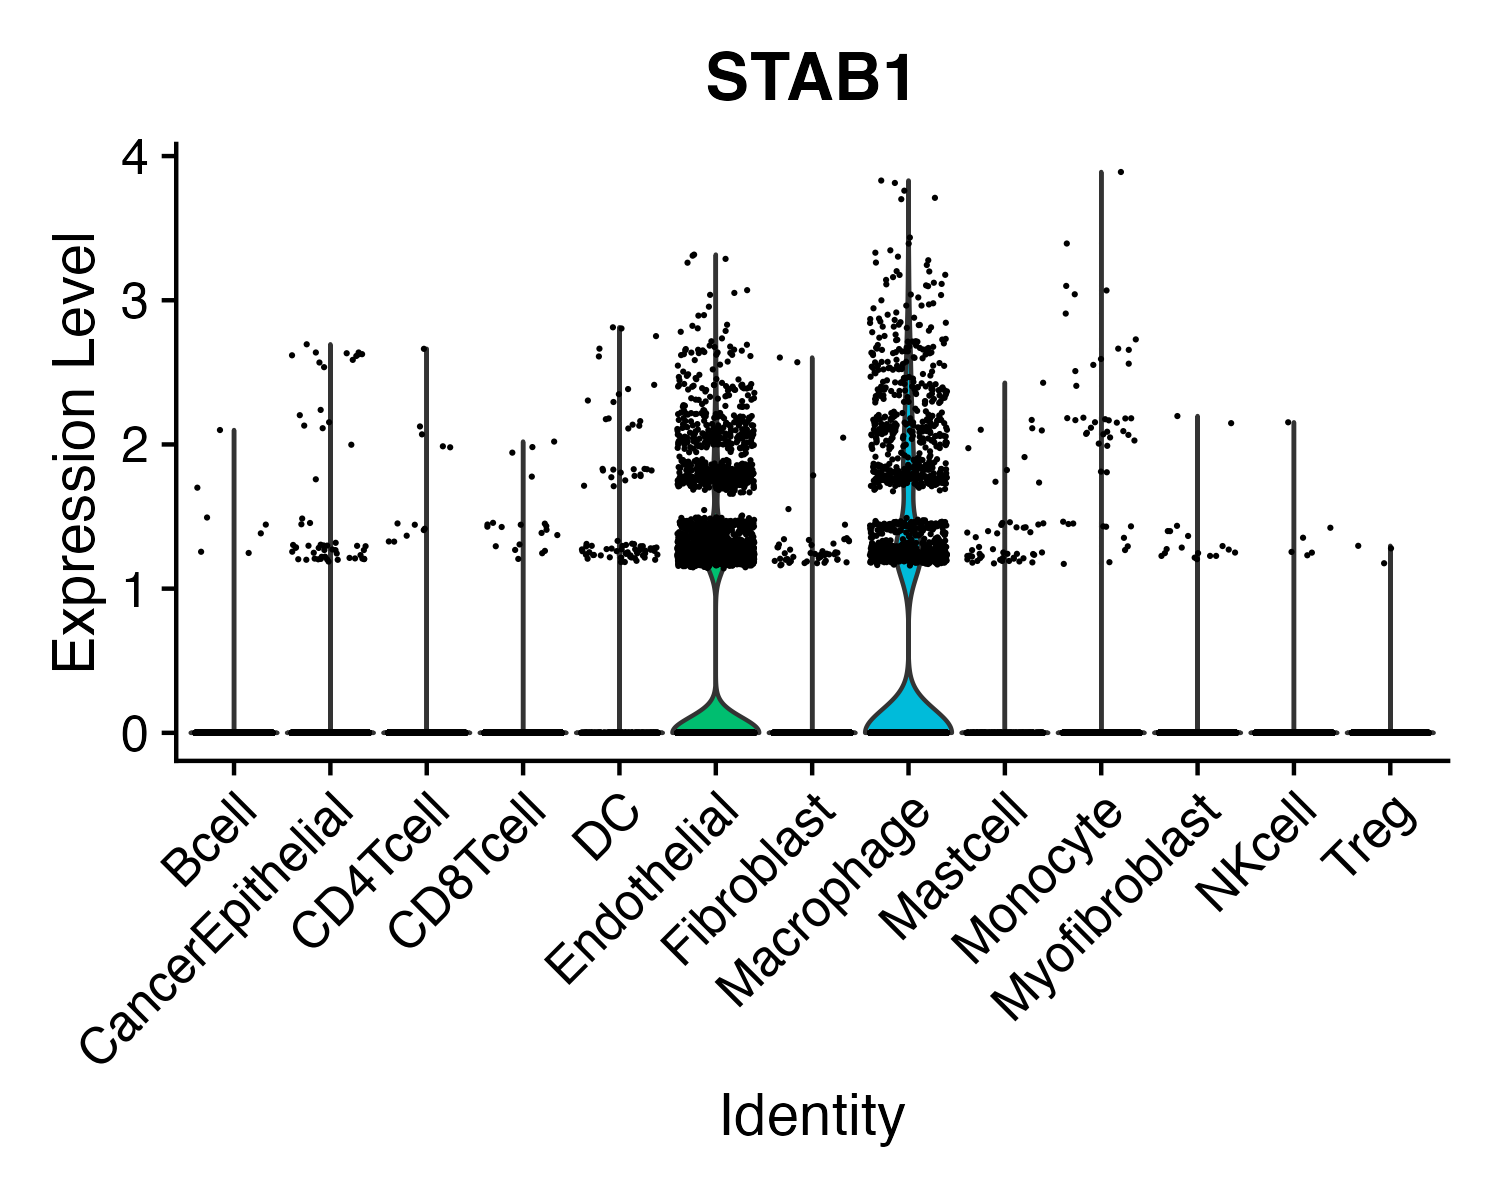 STAB1
Expression Level
4
3
2
1
0
Bcell
CancerEpithelial
CD4Tcell
CD8Tcell
DC
Endothelial
Fibroblast
Macrophage
Mastcell
Monocyte
Myofibroblast
NKcell
Treg
Identity